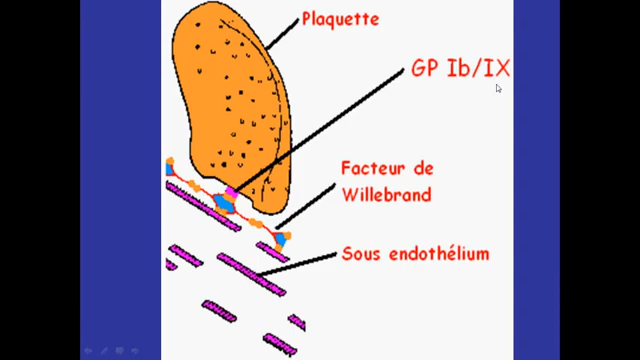 Plaquette
GP Ib/IX
Facteur de
Willebrand
Sous endothélium